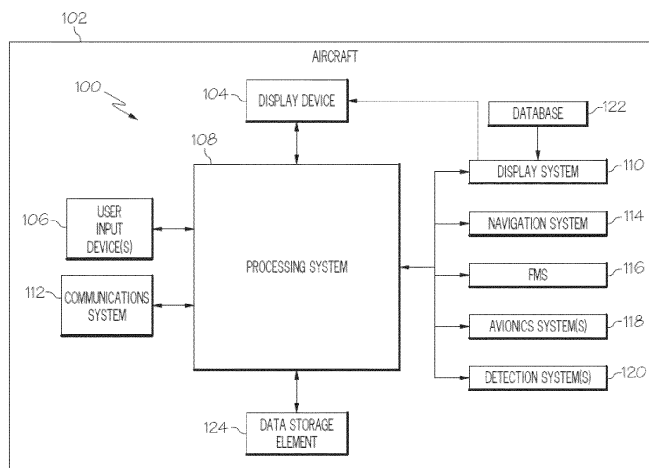 102
AIRCRAFT
100
104
DISPLAY DEVICE
DATABASE
122
108
DISPLAY SYSTEM
110
106
USER
INPUT
DEVICE(S)
NAVIGATION SYSTEM
114
PROCESSING SYSTEM
FMS
116
112
COMMUNICATIONS
SYSTEM
AVIONICS SYSTEM(S)
118
DETECTION SYSTEM(S)
120
124
DATA STORAGE
ELEMENT